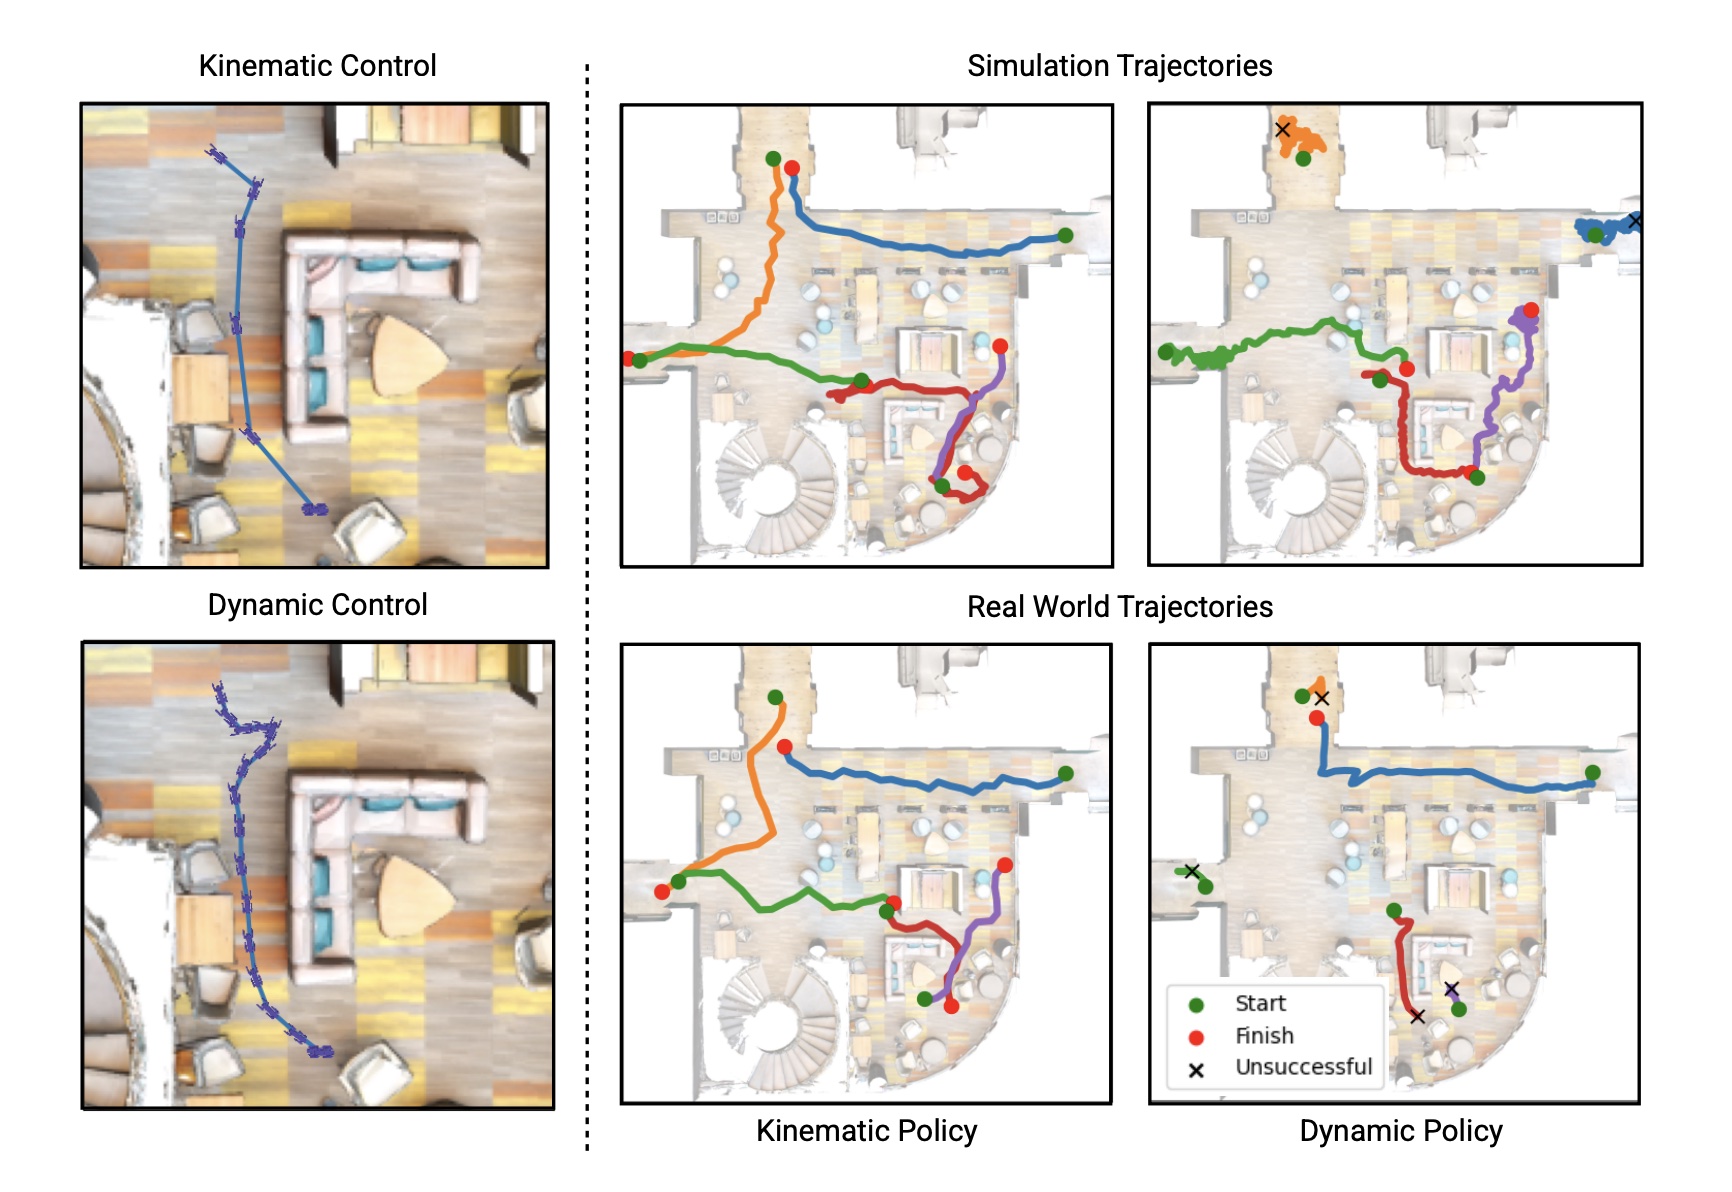 Kinematic Control
Simulation Trajectories
Dynamic Control
Real World Trajectories
Start
Finish
Unsuccessful
Kinematic Policy
Dynamic Policy